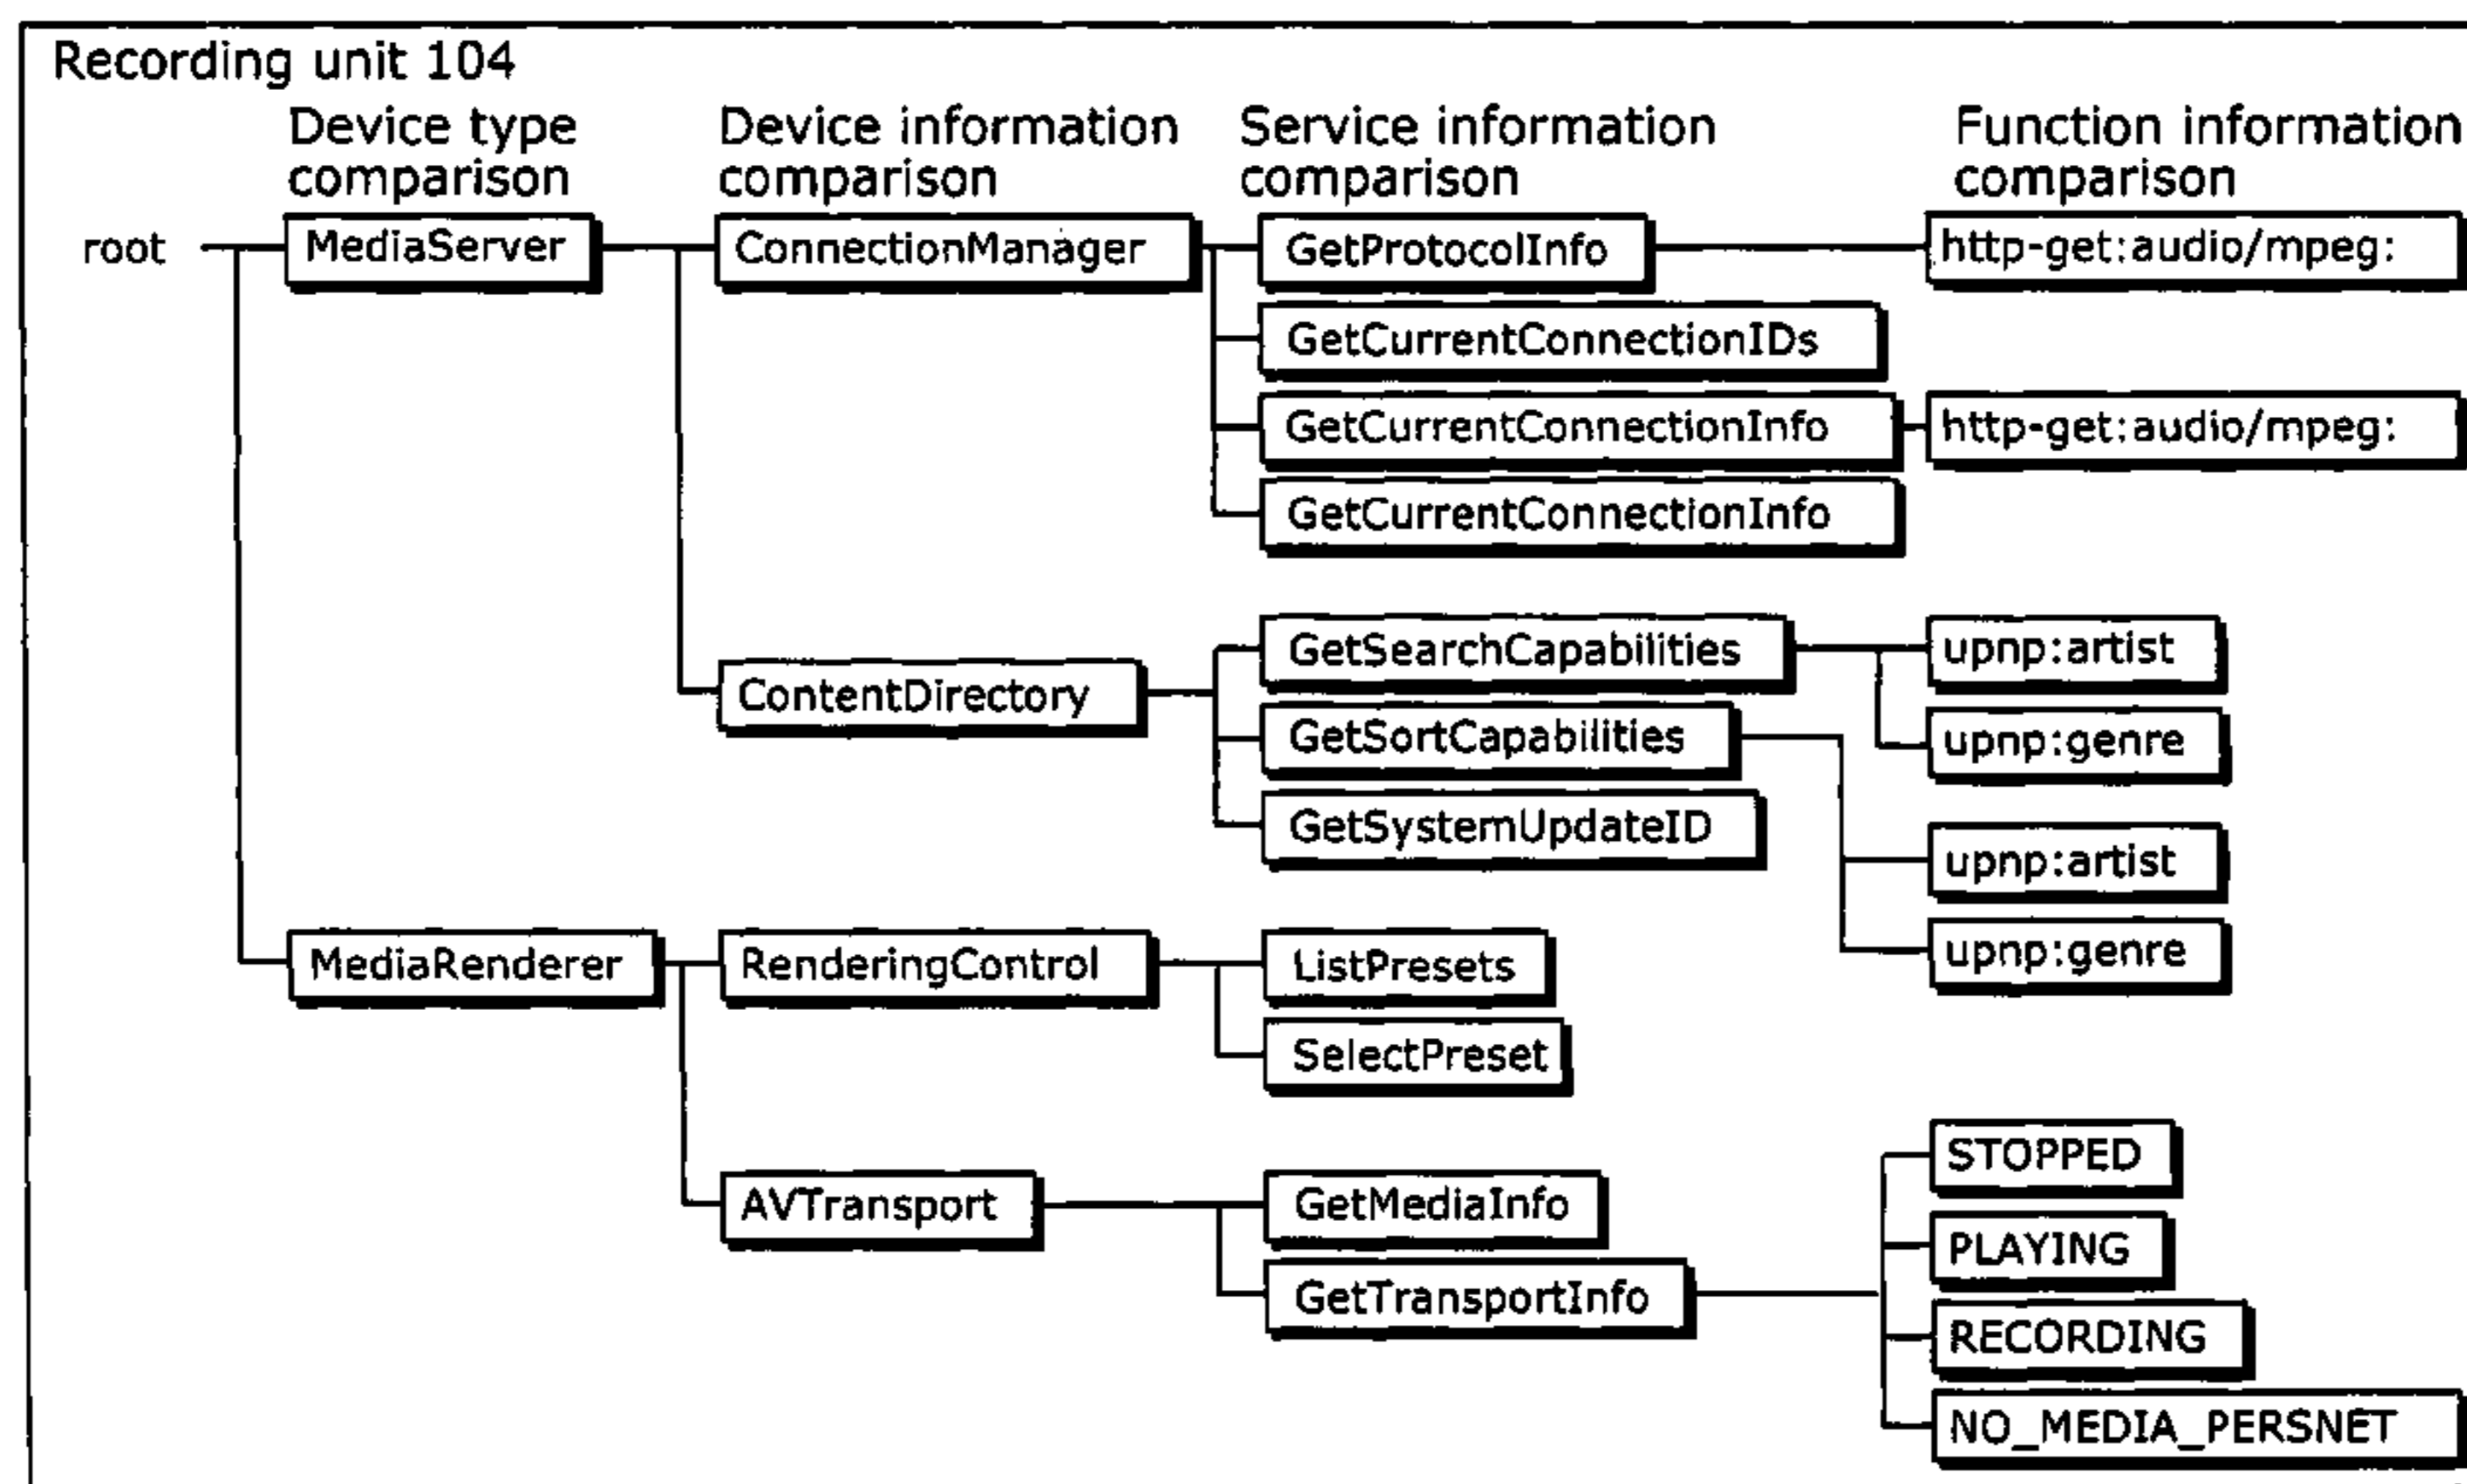 Recording unit 104
Device type comparison
Device information comparison
Service information comparison
Function information comparison
root
MediaServer
ConnectionManager
GetProtocolInfo
http-get:audio/mpeg:
GetCurrentConnectionIDs
GetCurrentConnectionInfo
http-get:audio/mpeg:
GetCurrentConnectionInfo
ContentDirectory
GetSearchCapabilities
upnp:artist
upnp:genre
GetSortCapabilities
upnp:artist
upnp:genre
GetSystemUpdateID
MediaRenderer
RenderingControl
ListPresets
SelectPreset
AVTransport
GetMediaInfo
GetTransportInfo
STOPPED
PLAYING
RECORDING
NO_MEDIA_PERSNET